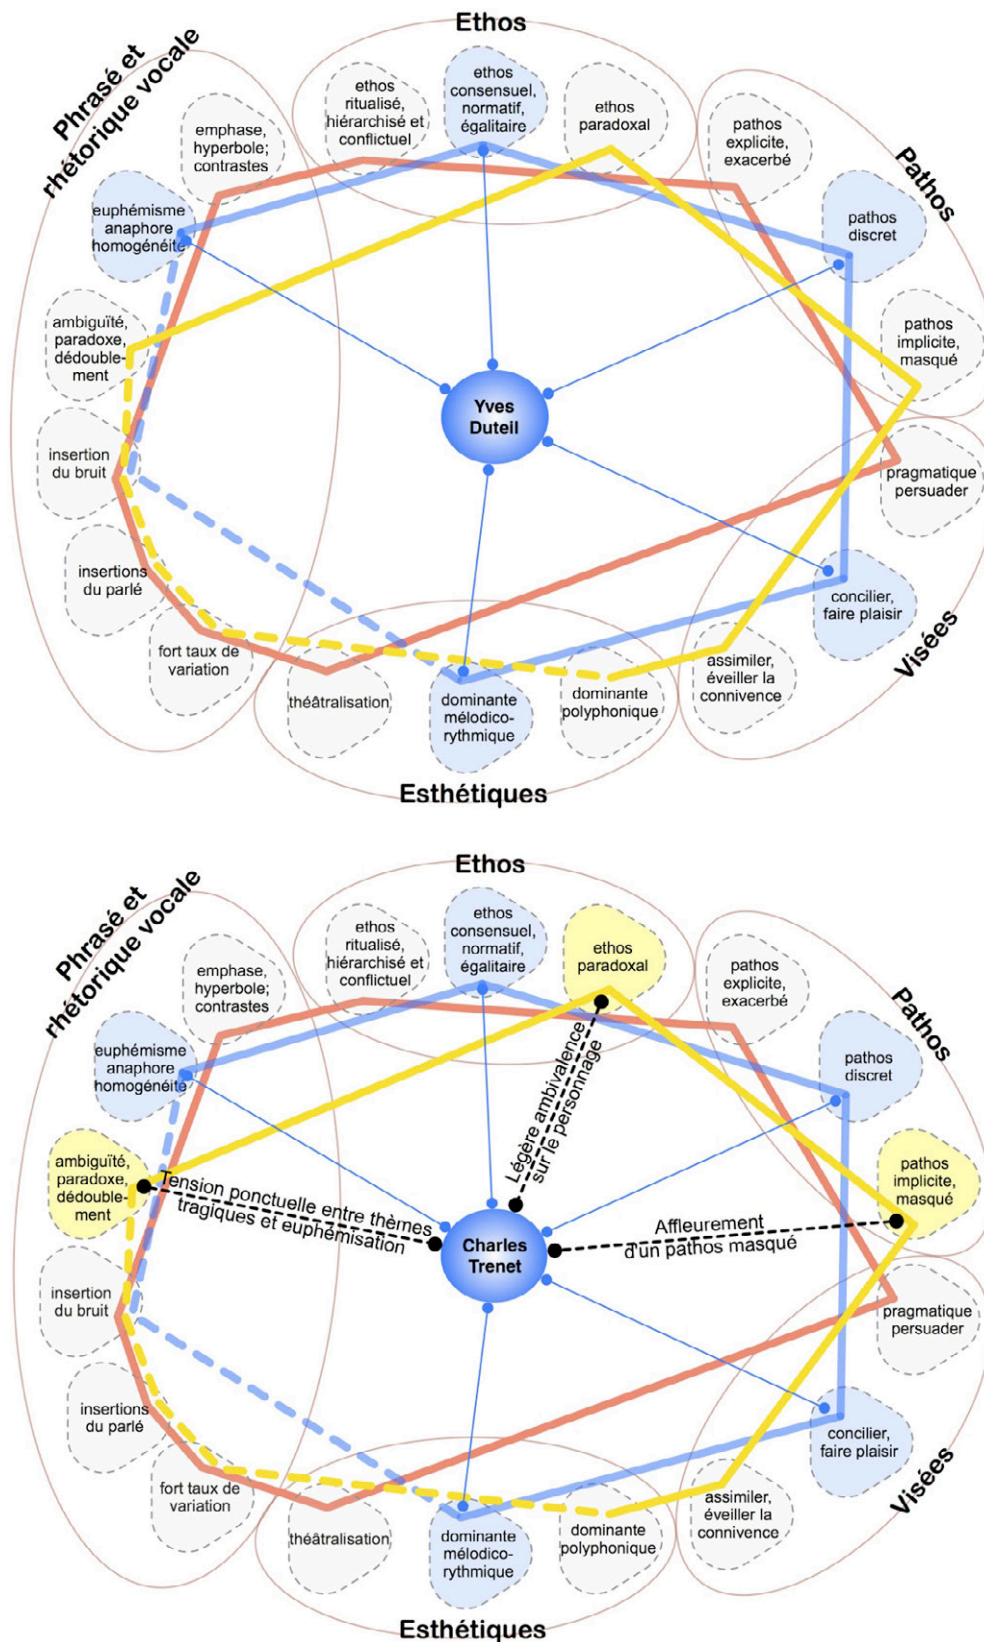 Ethos
Phrasé et
rhétorique vocale
emphase,
hyperbole;
contrastes
ethos
ritualisé,
hiérarchisé et
conflictuel
ethos
consensuel,
normatif,
égalitaire
ethos
paradoxal
pathos
explicite,
exacerbé
Pathos
euphémisme
anaphore
homogénéité
pathos
discret
ambiguïté,
paradoxe,
dédouble-
ment
pathos
implicite,
masqué
Yves
Duteil
insertion
du bruit
pragmatique
persuader
insertions
du parlé
concilier,
faire plaisir
fort taux de
variation
assimiler,
éveiller la
connivence
Visées
théâtralisation
dominante
mélodico-
rythmique
dominante
polyphonique
Esthétiques
Ethos
Phrasé et
rhétorique vocale
emphase,
hyperbole;
contrastes
ethos
ritualisé,
hiérarchisé et
conflictuel
ethos
consensuel,
normatif,
égalitaire
ethos
paradoxal
pathos
explicite,
exacerbé
Pathos
euphémisme
anaphore
homogénéité
Légère ambivalence
sur le personnage
pathos
discret
ambiguïté,
paradoxe,
dédouble-
ment
Tension ponctuelle entre thèmes
tragiques et euphémisation
Affleurement
d'un pathos masqué
pathos
implicite,
masqué
Charles
Trenet
insertion
du bruit
pragmatique
persuader
insertions
du parlé
concilier,
faire plaisir
fort taux de
variation
assimiler,
éveiller la
connivence
Visées
théâtralisation
dominante
mélodico-
rythmique
dominante
polyphonique
Esthétiques